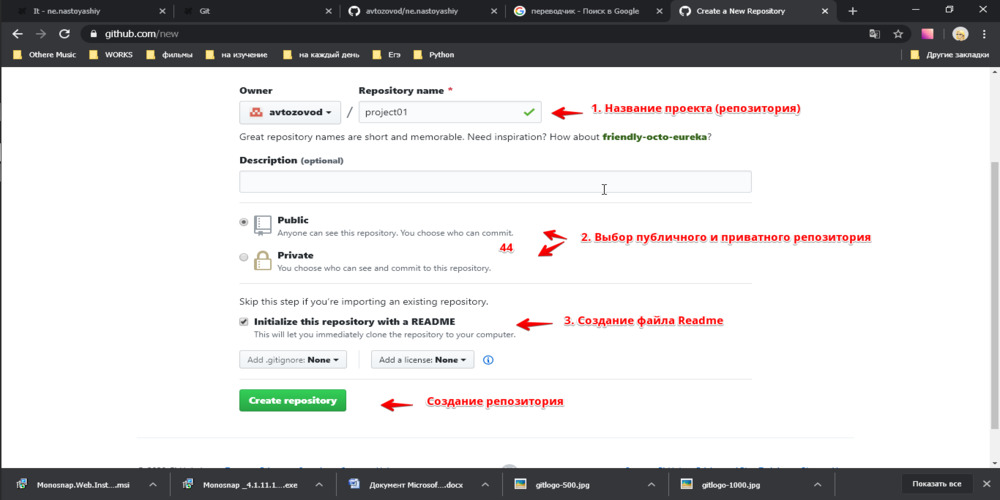 It - ne.nastoyashiy
Git
avtozovod/ne.nastoyashiy
переводчик - Поиск в Google
Create a New Repository
github.com/new
Othere Music
WORKS
фильмы
на изучение
на каждый день
Егэ
Python
Другие закладки
Owner
Repository name *
avtozovod / project01
1. Название проекта (репозитория)
Great repository names are short and memorable. Need inspiration? How about friendly-octo-eureka?
Description (optional)
Public
Anyone can see this repository. You choose who can commit.
2. Выбор публичного и приватного репозитория
44
Private
You choose who can see and commit to this repository.
Skip this step if you're importing an existing repository.
Initialize this repository with a README
3. Создание файла Readme
This will let you immediately clone the repository to your computer.
Add .gitignore: None
Add a license: None
Create repository
Создание репозитория
Monosnap.Web.Inst....msi
Monosnap _4.1.11.1....exe
Документ Microsof....docx
gitlogo-500.jpg
gitlogo-1000.jpg
Показать все